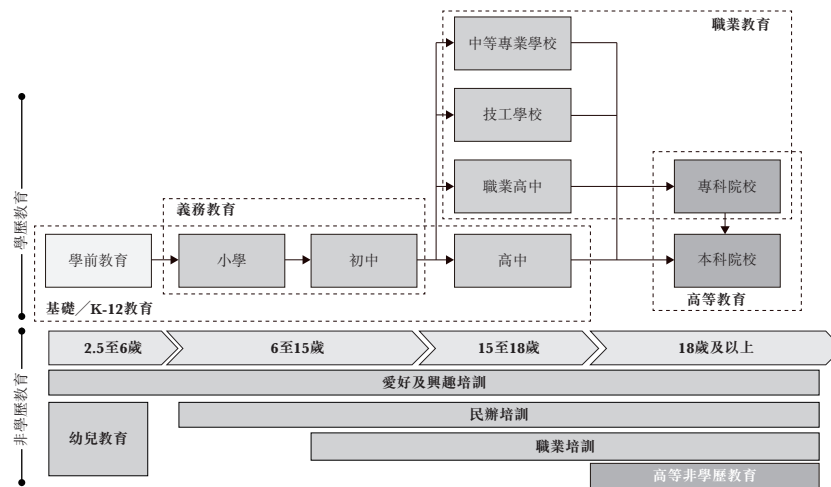 職業教育
中等專業學校
技工學校
職業高中
專科院校
義務教育
學前教育
小學
初中
高中
本科院校
基礎／K-12教育
高等教育
學歷教育
2.5至6歲
6至15歲
15至18歲
18歲及以上
愛好及興趣培訓
幼兒教育
民辦培訓
職業培訓
高等非學歷教育
非學歷教育